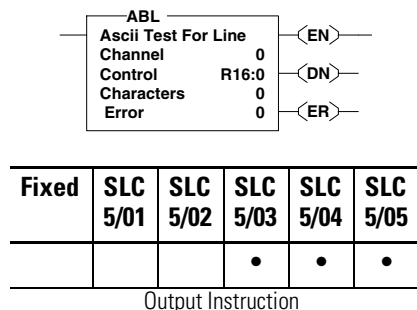 ABL
Ascii Test For Line (EN)
Channel 0
Control R16:0 (DN)
Characters 0
Error 0 (ER)
Fixed SLC 5/01 SLC 5/02 SLC 5/03 SLC 5/04 SLC 5/05
• • •
Output Instruction